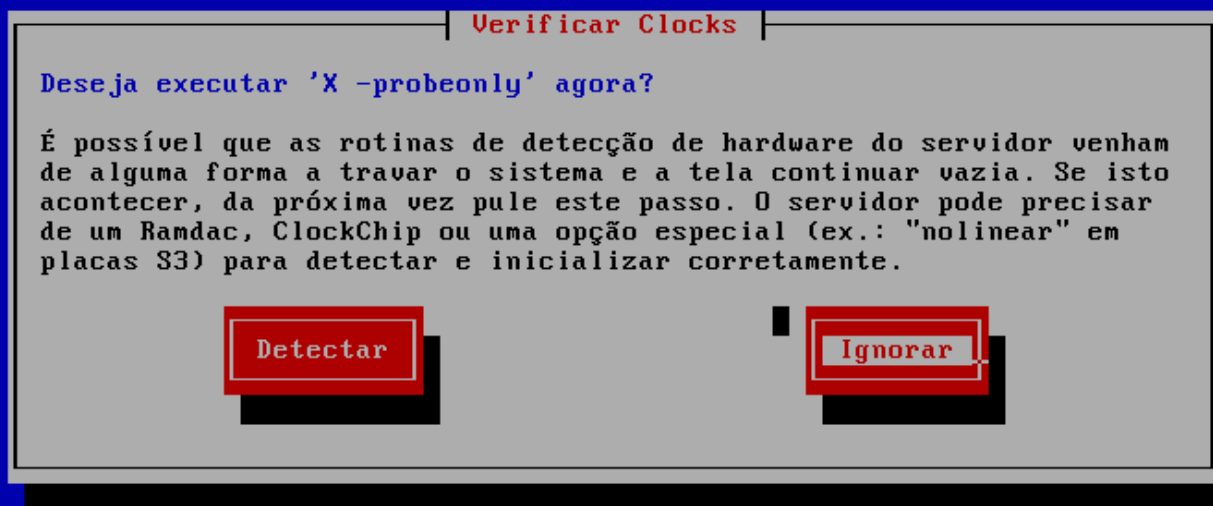 Verificar Clocks
Deseja executar 'X -probeonly' agora?
É possível que as rotinas de detecção de hardware do servidor venham
de alguma forma a travar o sistema e a tela continuar vazia. Se isto
acontecer, da próxima vez pule este passo. O servidor pode precisar
de um Ramdac, ClockChip ou uma opção especial (ex.: "nolinear" em
placas S3) para detectar e inicializar corretamente.
Detectar
Ignorar